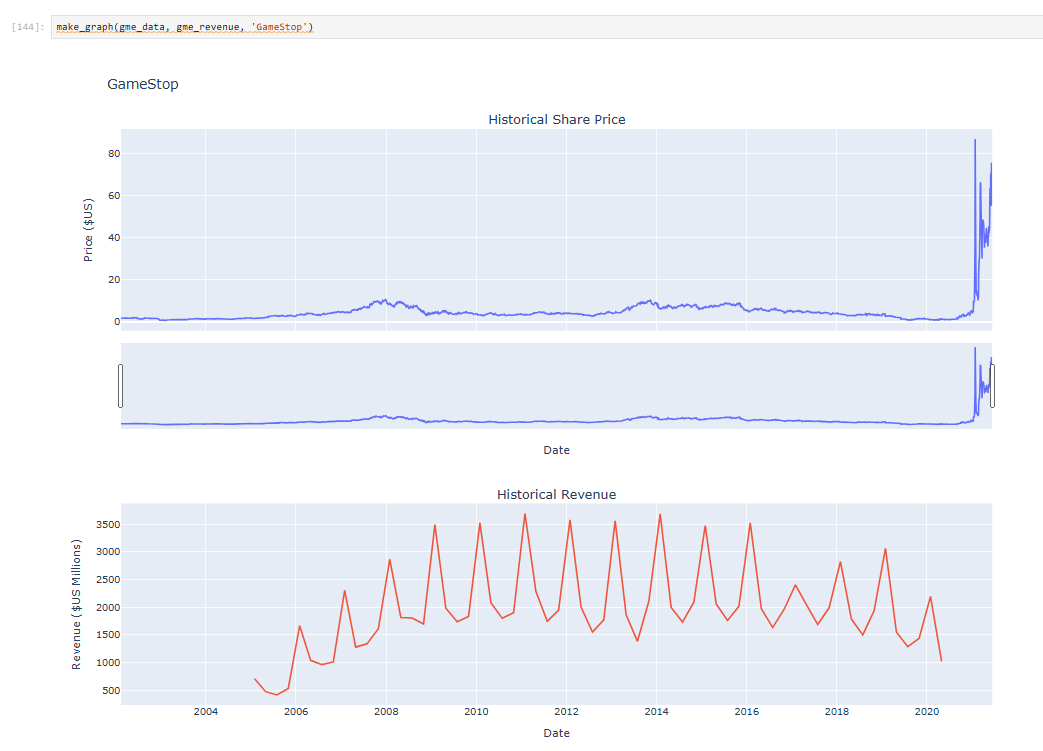 [144]: make_graph(gme_data, gme_revenue, 'GameStop')
GameStop
Historical Share Price
Price ($US)
80
60
40
20
0
Date
Historical Revenue
Revenue ($US Millions)
3500
3000
2500
2000
1500
1000
500
2004 2006 2008 2010 2012 2014 2016 2018 2020
Date